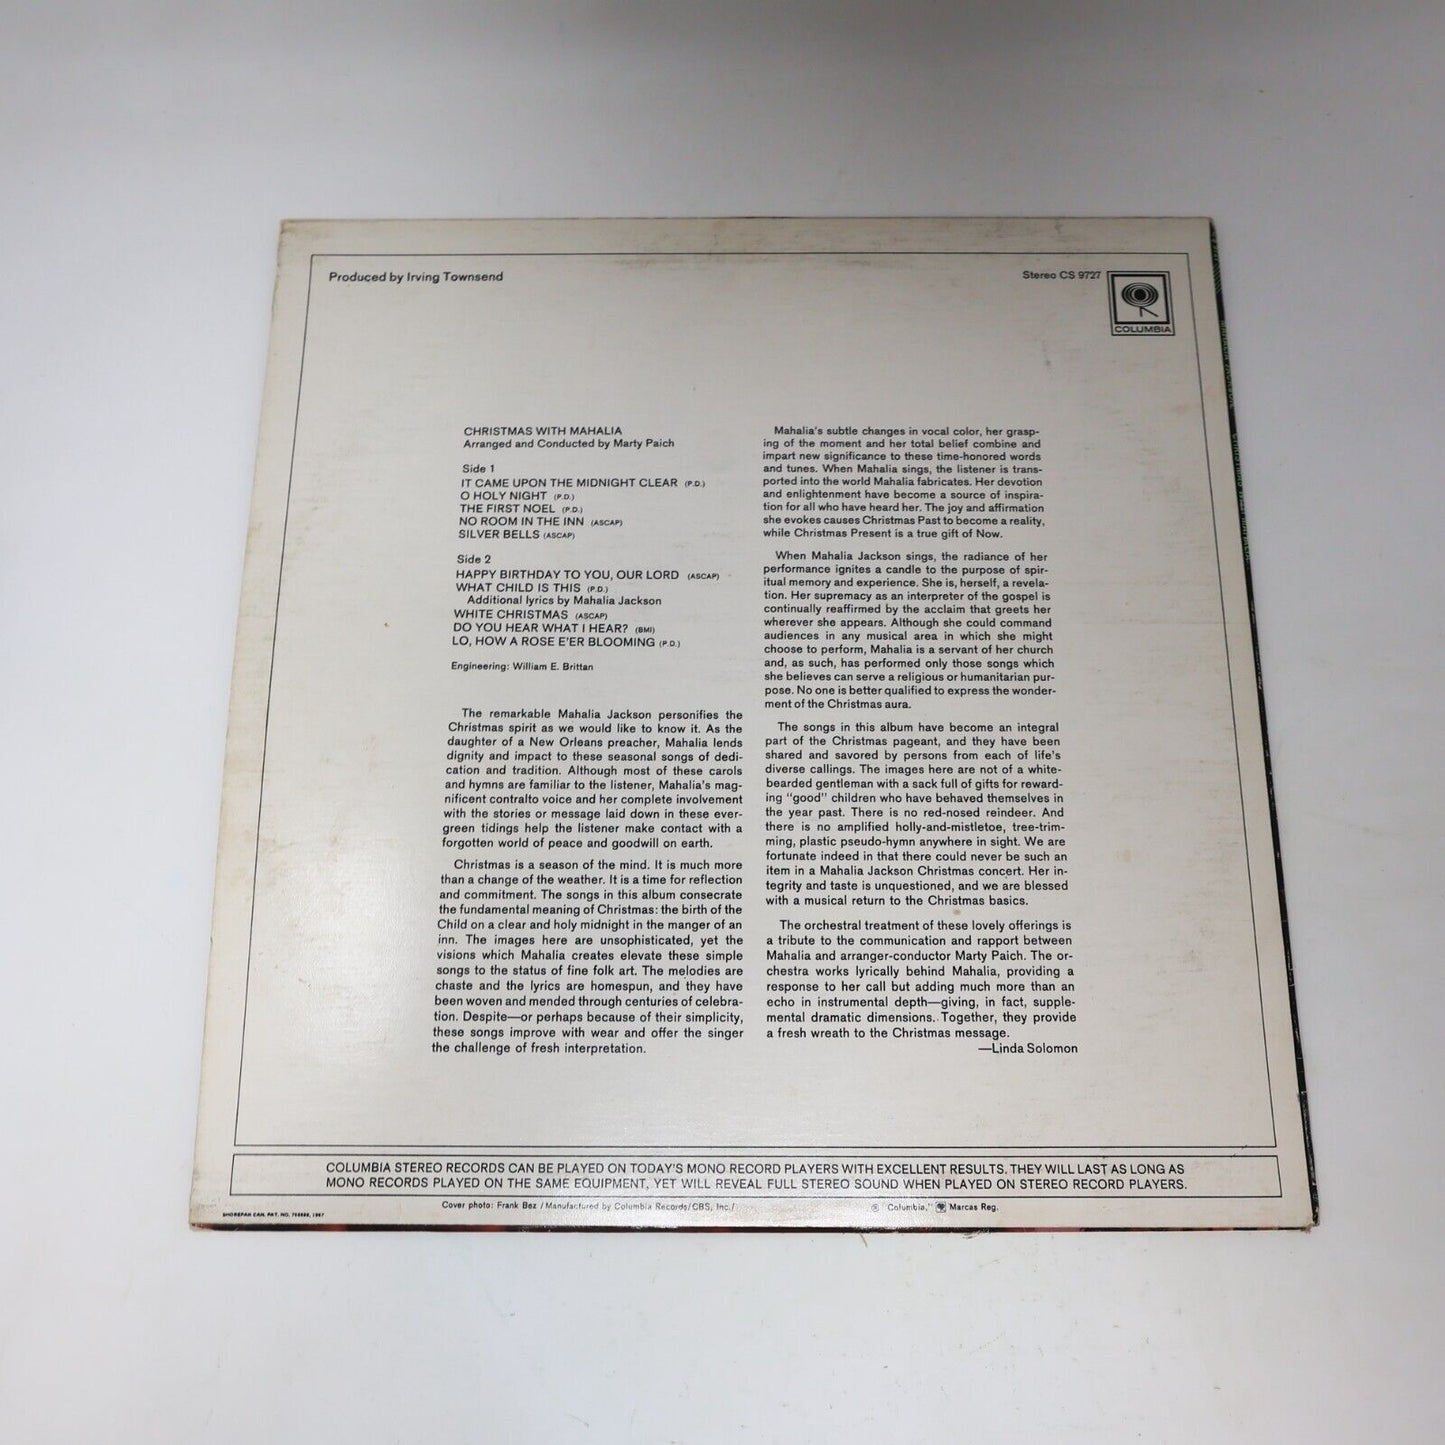 Produced by Irving Townsend
Stereo CS 9727
COLUMBIA
CHRISTMAS WITH MAHALIA
Arranged and Conducted by Marty Paich
Side 1
IT CAME UPON THE MIDNIGHT CLEAR (P.D.)
O HOLY NIGHT (P.D.)
THE FIRST NOEL (P.D.)
NO ROOM IN THE INN (ASCAP)
SILVER BELLS (ASCAP)
Side 2
HAPPY BIRTHDAY TO YOU, OUR LORD (ASCAP)
WHAT CHILD IS THIS (P.D.)
Additional lyrics by Mahalia Jackson
WHITE CHRISTMAS (ASCAP)
DO YOU HEAR WHAT I HEAR? (BMI)
LO, HOW A ROSE E'ER BLOOMING (P.D.)
Engineering: William E. Brittan
The remarkable Mahalia Jackson personifies the
Christmas spirit as we would like to know it. As the
daughter of a New Orleans preacher, Mahalia lends
dignity and impact to these seasonal songs of dedi-
cation and tradition. Although most of these carols
and hymns are familiar to the listener, Mahalia's mag-
nificent contralto voice and her complete involvement
with the stories or message laid down in these ever-
green tidings help the listener make contact with a
forgotten world of peace and goodwill on earth.
Christmas is a season of the mind. It is much more
than a change of the weather. It is a time for reflection
and commitment. The songs in this album consecrate
the fundamental meaning of Christmas: the birth of the
Child on a clear and holy midnight in the manger of an
inn. The images here are unsophisticated, yet the
visions which Mahalia creates elevate these simple
songs to the status of fine folk art. The melodies are
chaste and the lyrics are homespun, and they have
been woven and mended through centuries of celebra-
tion. Despite—or perhaps because of their simplicity,
these songs improve with wear and offer the singer
the challenge of fresh interpretation.
Mahalia's subtle changes in vocal color, her grasp-
ing of the moment and her total belief combine and
impart new significance to these time-honored words
and tunes. When Mahalia sings, the listener is trans-
ported into the world Mahalia fabricates. Her devotion
and enlightenment have become a source of inspira-
tion for all who have heard her. The joy and affirmation
she evokes causes Christmas Past to become a reality,
while Christmas Present is a true gift of Now.
When Mahalia Jackson sings, the radiance of her
performance ignites a candle to the purpose of spir-
itual memory and experience. She is, herself, a revela-
tion. Her supremacy as an interpreter of the gospel is
continually reaffirmed by the acclaim that greets her
wherever she appears. Although she could command
audiences in any musical area in which she might
choose to perform, Mahalia is a servant of her church
and, as such, has performed only those songs which
she believes can serve a religious or humanitarian pur-
pose. No one is better qualified to express the wonder-
ment of the Christmas aura.
The songs in this album have become an integral
part of the Christmas pageant, and they have been
shared and savored by persons from each of life's
diverse callings. The images here are not of a white-
bearded gentleman with a sack full of gifts for reward-
ing "good" children who have behaved themselves in
the year past. There is no red-nosed reindeer. And
there is no amplified holly-and-mistletoe, tree-trim-
ming, plastic pseudo-hymn anywhere in sight. We are
fortunate indeed in that there could never be such an
item in a Mahalia Jackson Christmas concert. Her in-
tegrity and taste is unquestioned, and we are blessed
with a musical return to the Christmas basics.
The orchestral treatment of these lovely offerings is
a tribute to the communication and rapport between
Mahalia and arranger-conductor Marty Paich. The or-
chestra works lyrically behind Mahalia, providing a
response to her call but adding much more than an
echo in instrumental depth—giving, in fact, supple-
mental dramatic dimensions. Together, they provide
a fresh wreath to the Christmas message.
—Linda Solomon
COLUMBIA STEREO RECORDS CAN BE PLAYED ON TODAY'S MONO RECORD PLAYERS WITH EXCELLENT RESULTS. THEY WILL LAST AS LONG AS
MONO RECORDS PLAYED ON THE SAME EQUIPMENT, YET WILL REVEAL FULL STEREO SOUND WHEN PLAYED ON STEREO RECORD PLAYERS.
SHOREPAK CAN. PAT. NO. 1967
Cover photo: Frank Bez / Manufactured by Columbia Records/CBS, Inc./
® "Columbia," Marcas Reg.